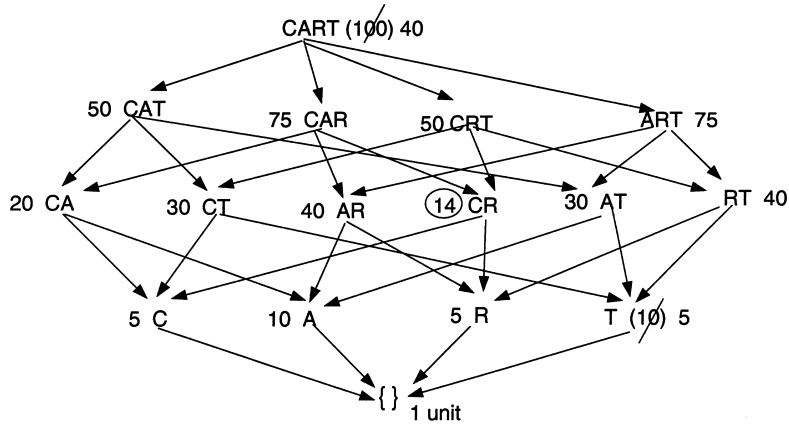 CART (100) 40
50 CAT 75 CAR 50 CRT ART 75
20 CA 30 CT 40 AR 14 CR 30 AT RT 40
5 C 10 A 5 R T (10) 5
{ } 1 unit